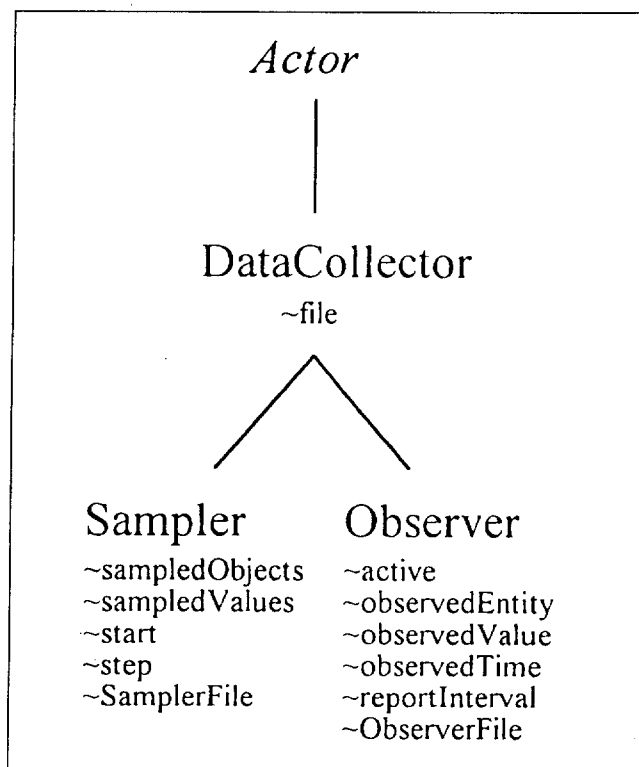 Actor
DataCollector
~file
Sampler
~sampledObjects
~sampledValues
~start
~step
~SamplerFile
Observer
~active
~observedEntity
~observedValue
~observedTime
~reportInterval
~ObserverFile